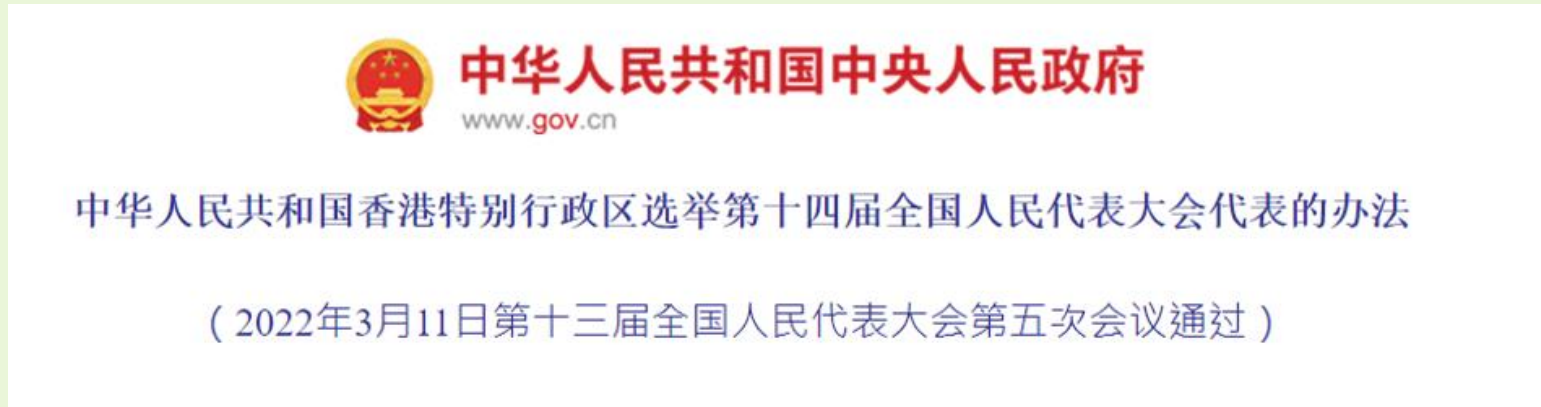 中华人民共和国中央人民政府
www.gov.cn
中华人民共和国香港特别行政区选举第十四届全国人民代表大会代表的办法
（2022年3月11日第十三届全国人民代表大会第五次会议通过）